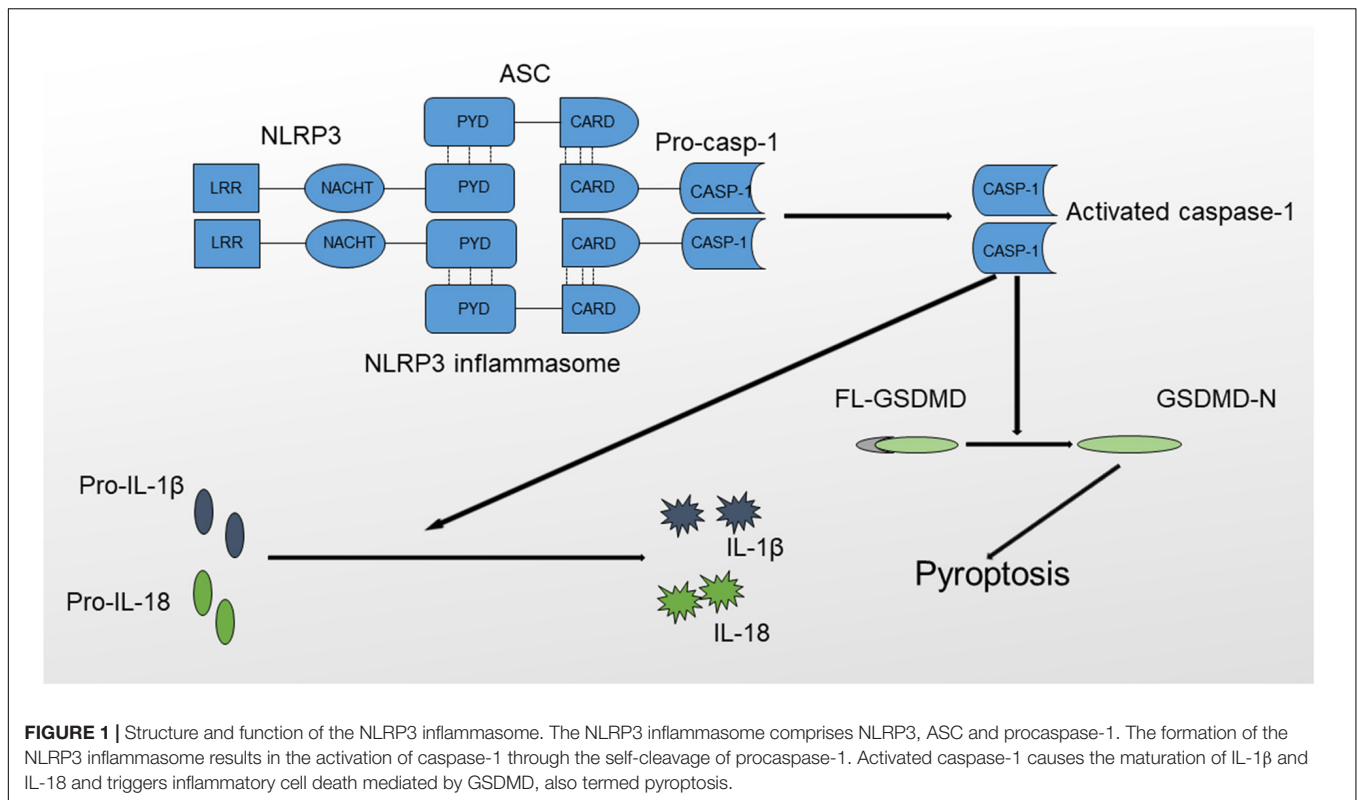 ASC
NLRP3
PYD
CARD
Pro-casp-1
LRR
NACHT
PYD
CARD
CASP-1
CASP-1
Activated caspase-1
LRR
NACHT
PYD
CARD
CASP-1
CASP-1
PYD
CARD
NLRP3 inflammasome
FL-GSDMD
GSDMD-N
Pro-IL-1β
IL-1β
Pyroptosis
Pro-IL-18
IL-18
FIGURE 1 | Structure and function of the NLRP3 inflammasome. The NLRP3 inflammasome comprises NLRP3, ASC and procaspase-1. The formation of the
NLRP3 inflammasome results in the activation of caspase-1 through the self-cleavage of procaspase-1. Activated caspase-1 causes the maturation of IL-1β and
IL-18 and triggers inflammatory cell death mediated by GSDMD, also termed pyroptosis.